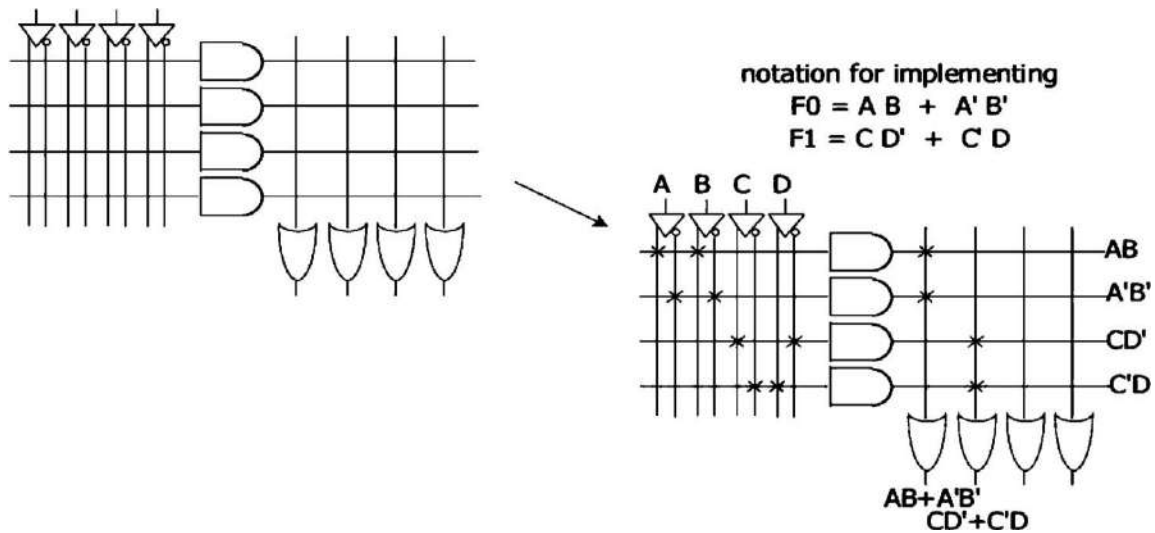 notation for implementing
F0 = A B + A' B'
F1 = C D' + C' D
A B C D
AB
A'B'
CD'
C'D
AB+A'B'
CD'+C'D